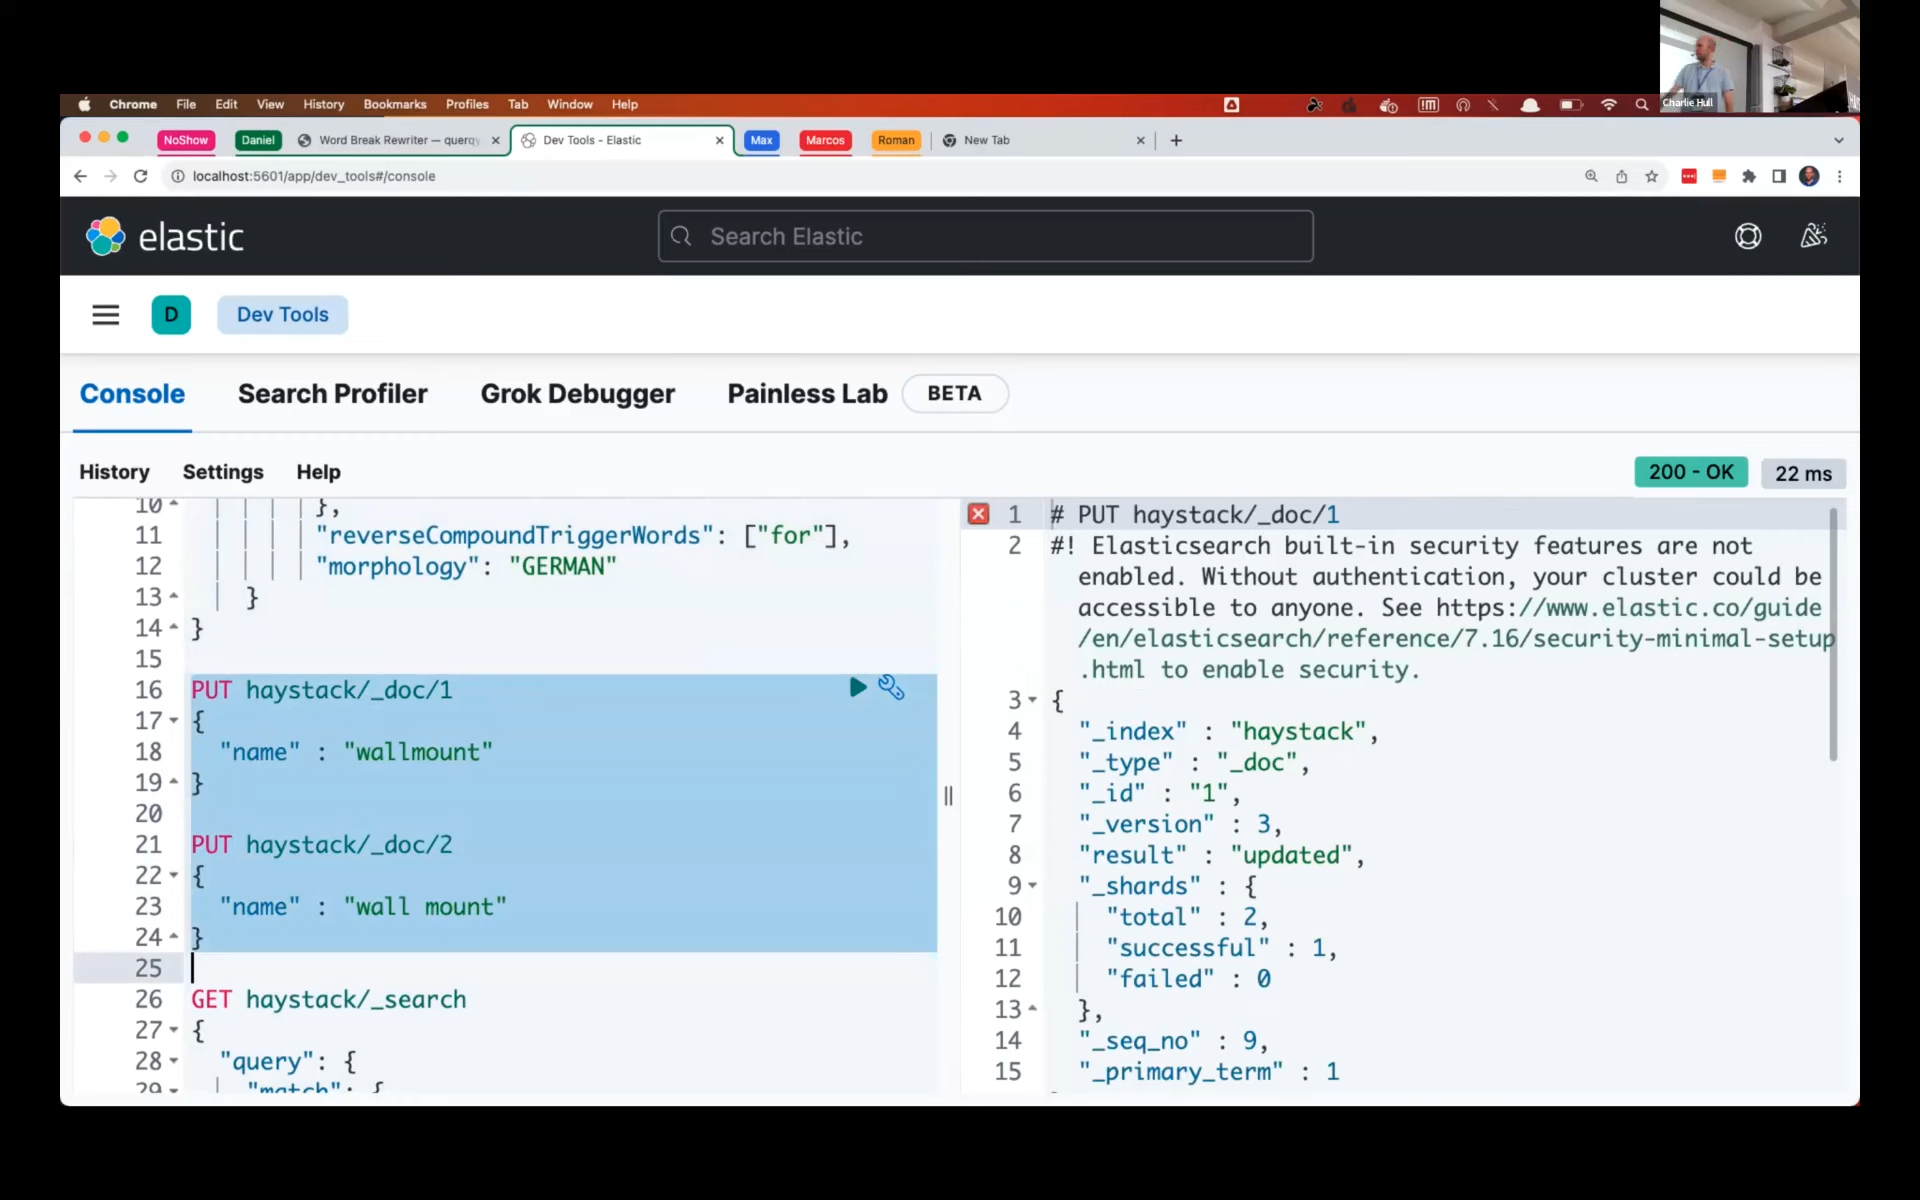 Charlie Hull
Chrome File Edit View History Bookmarks Profiles Tab Window Help
NoShow Daniel Word Break Rewriter — querqy Dev Tools - Elastic Max Marcos Roman New Tab
localhost:5601/app/dev_tools#/console
elastic Search Elastic
D Dev Tools
Console Search Profiler Grok Debugger Painless Lab BETA
History Settings Help 200 - OK 22 ms
10 },
11 "reverseCompoundTriggerWords": ["for"],
12 "morphology": "GERMAN"
13 }
14 }
15
16 PUT haystack/_doc/1
17 {
18 "name" : "wallmount"
19 }
20
21 PUT haystack/_doc/2
22 {
23 "name" : "wall mount"
24 }
25
26 GET haystack/_search
27 {
28 "query": {
29 "match": {
1 # PUT haystack/_doc/1
2 #! Elasticsearch built-in security features are not
enabled. Without authentication, your cluster could be
accessible to anyone. See https://www.elastic.co/guide
/en/elasticsearch/reference/7.16/security-minimal-setup
.html to enable security.
3 {
4 "_index" : "haystack",
5 "_type" : "_doc",
6 "_id" : "1",
7 "_version" : 3,
8 "result" : "updated",
9 "_shards" : {
10 "total" : 2,
11 "successful" : 1,
12 "failed" : 0
13 },
14 "_seq_no" : 9,
15 "_primary_term" : 1